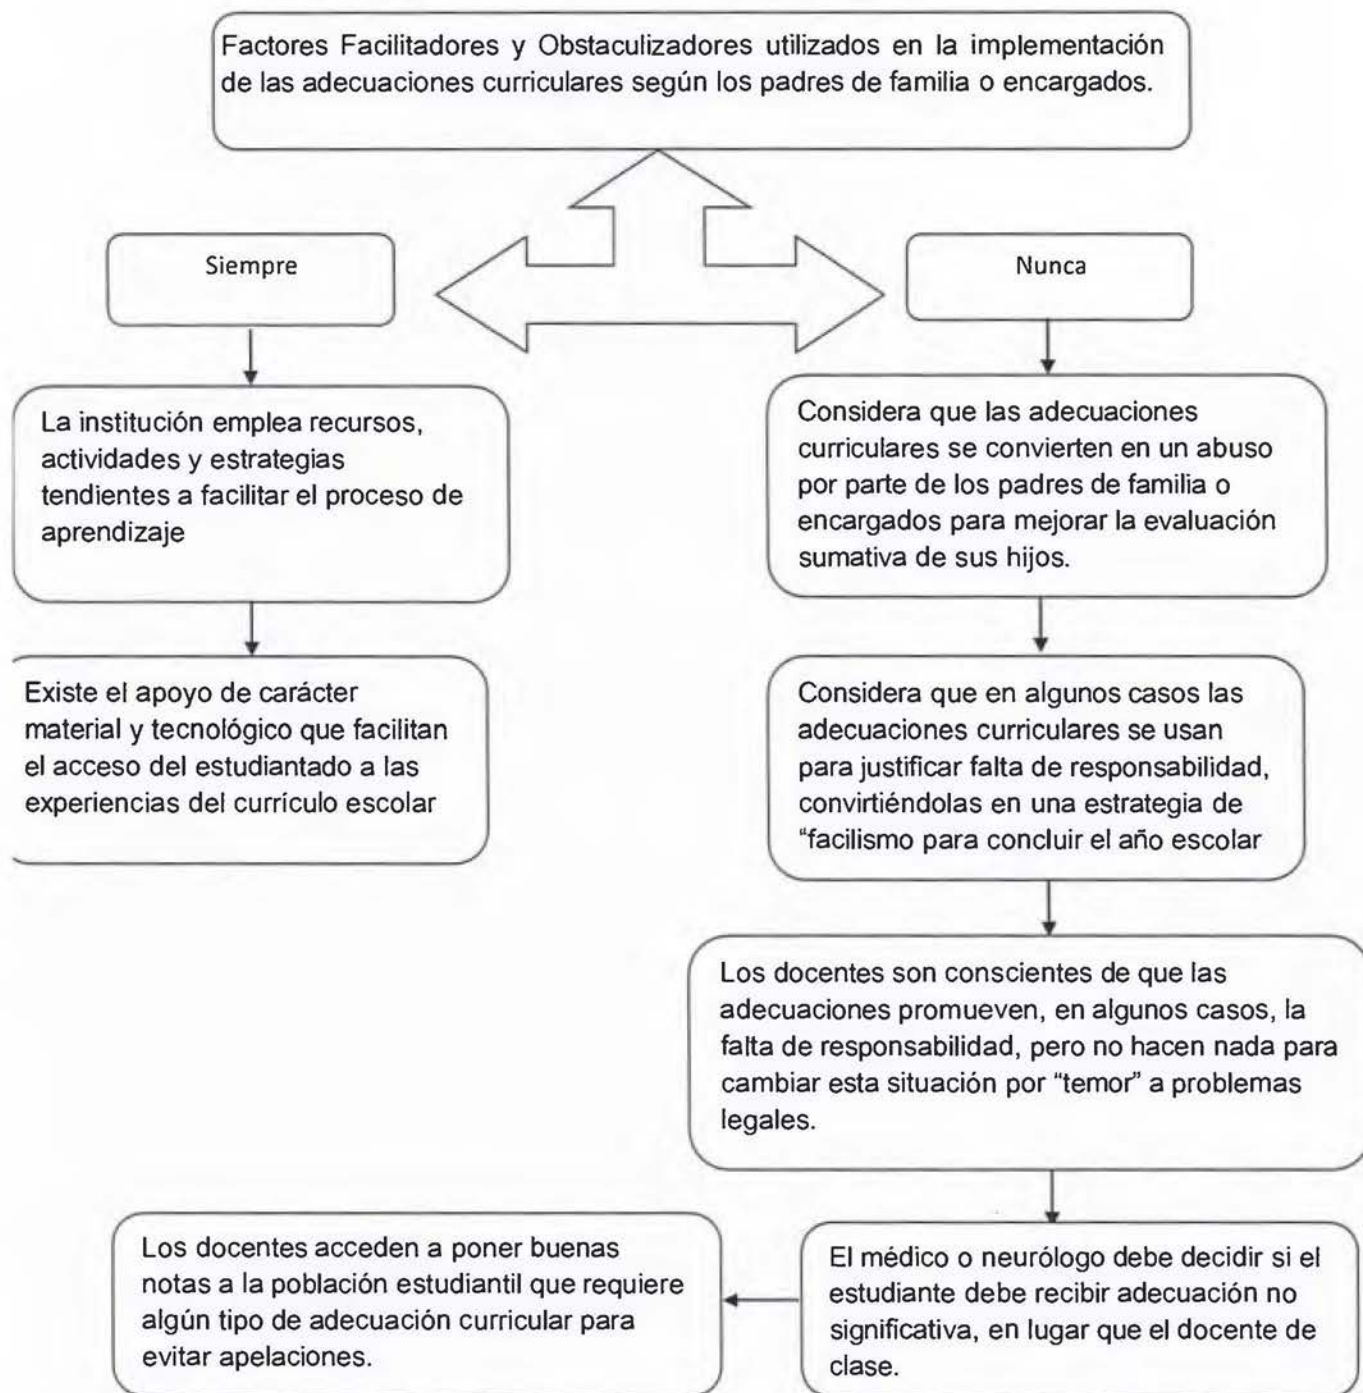 Factores Facilitadores y Obstaculizadores utilizados en la implementación
de las adecuaciones curriculares según los padres de familia o encargados.
Siempre
Nunca
La institución emplea recursos,
actividades y estrategias
tendientes a facilitar el proceso de
aprendizaje
Existe el apoyo de carácter
material y tecnológico que facilitan
el acceso del estudiantado a las
experiencias del currículo escolar
Considera que las adecuaciones
curriculares se convierten en un abuso
por parte de los padres de familia o
encargados para mejorar la evaluación
sumativa de sus hijos.
Considera que en algunos casos las
adecuaciones curriculares se usan
para justificar falta de responsabilidad,
convirtiéndolas en una estrategia de
“facilismo para concluir el año escolar
Los docentes son conscientes de que las
adecuaciones promueven, en algunos casos, la
falta de responsabilidad, pero no hacen nada para
cambiar esta situación por “temor” a problemas
legales.
El médico o neurólogo debe decidir si el
estudiante debe recibir adecuación no
significativa, en lugar que el docente de
clase.
Los docentes acceden a poner buenas
notas a la población estudiantil que requiere
algún tipo de adecuación curricular para
evitar apelaciones.